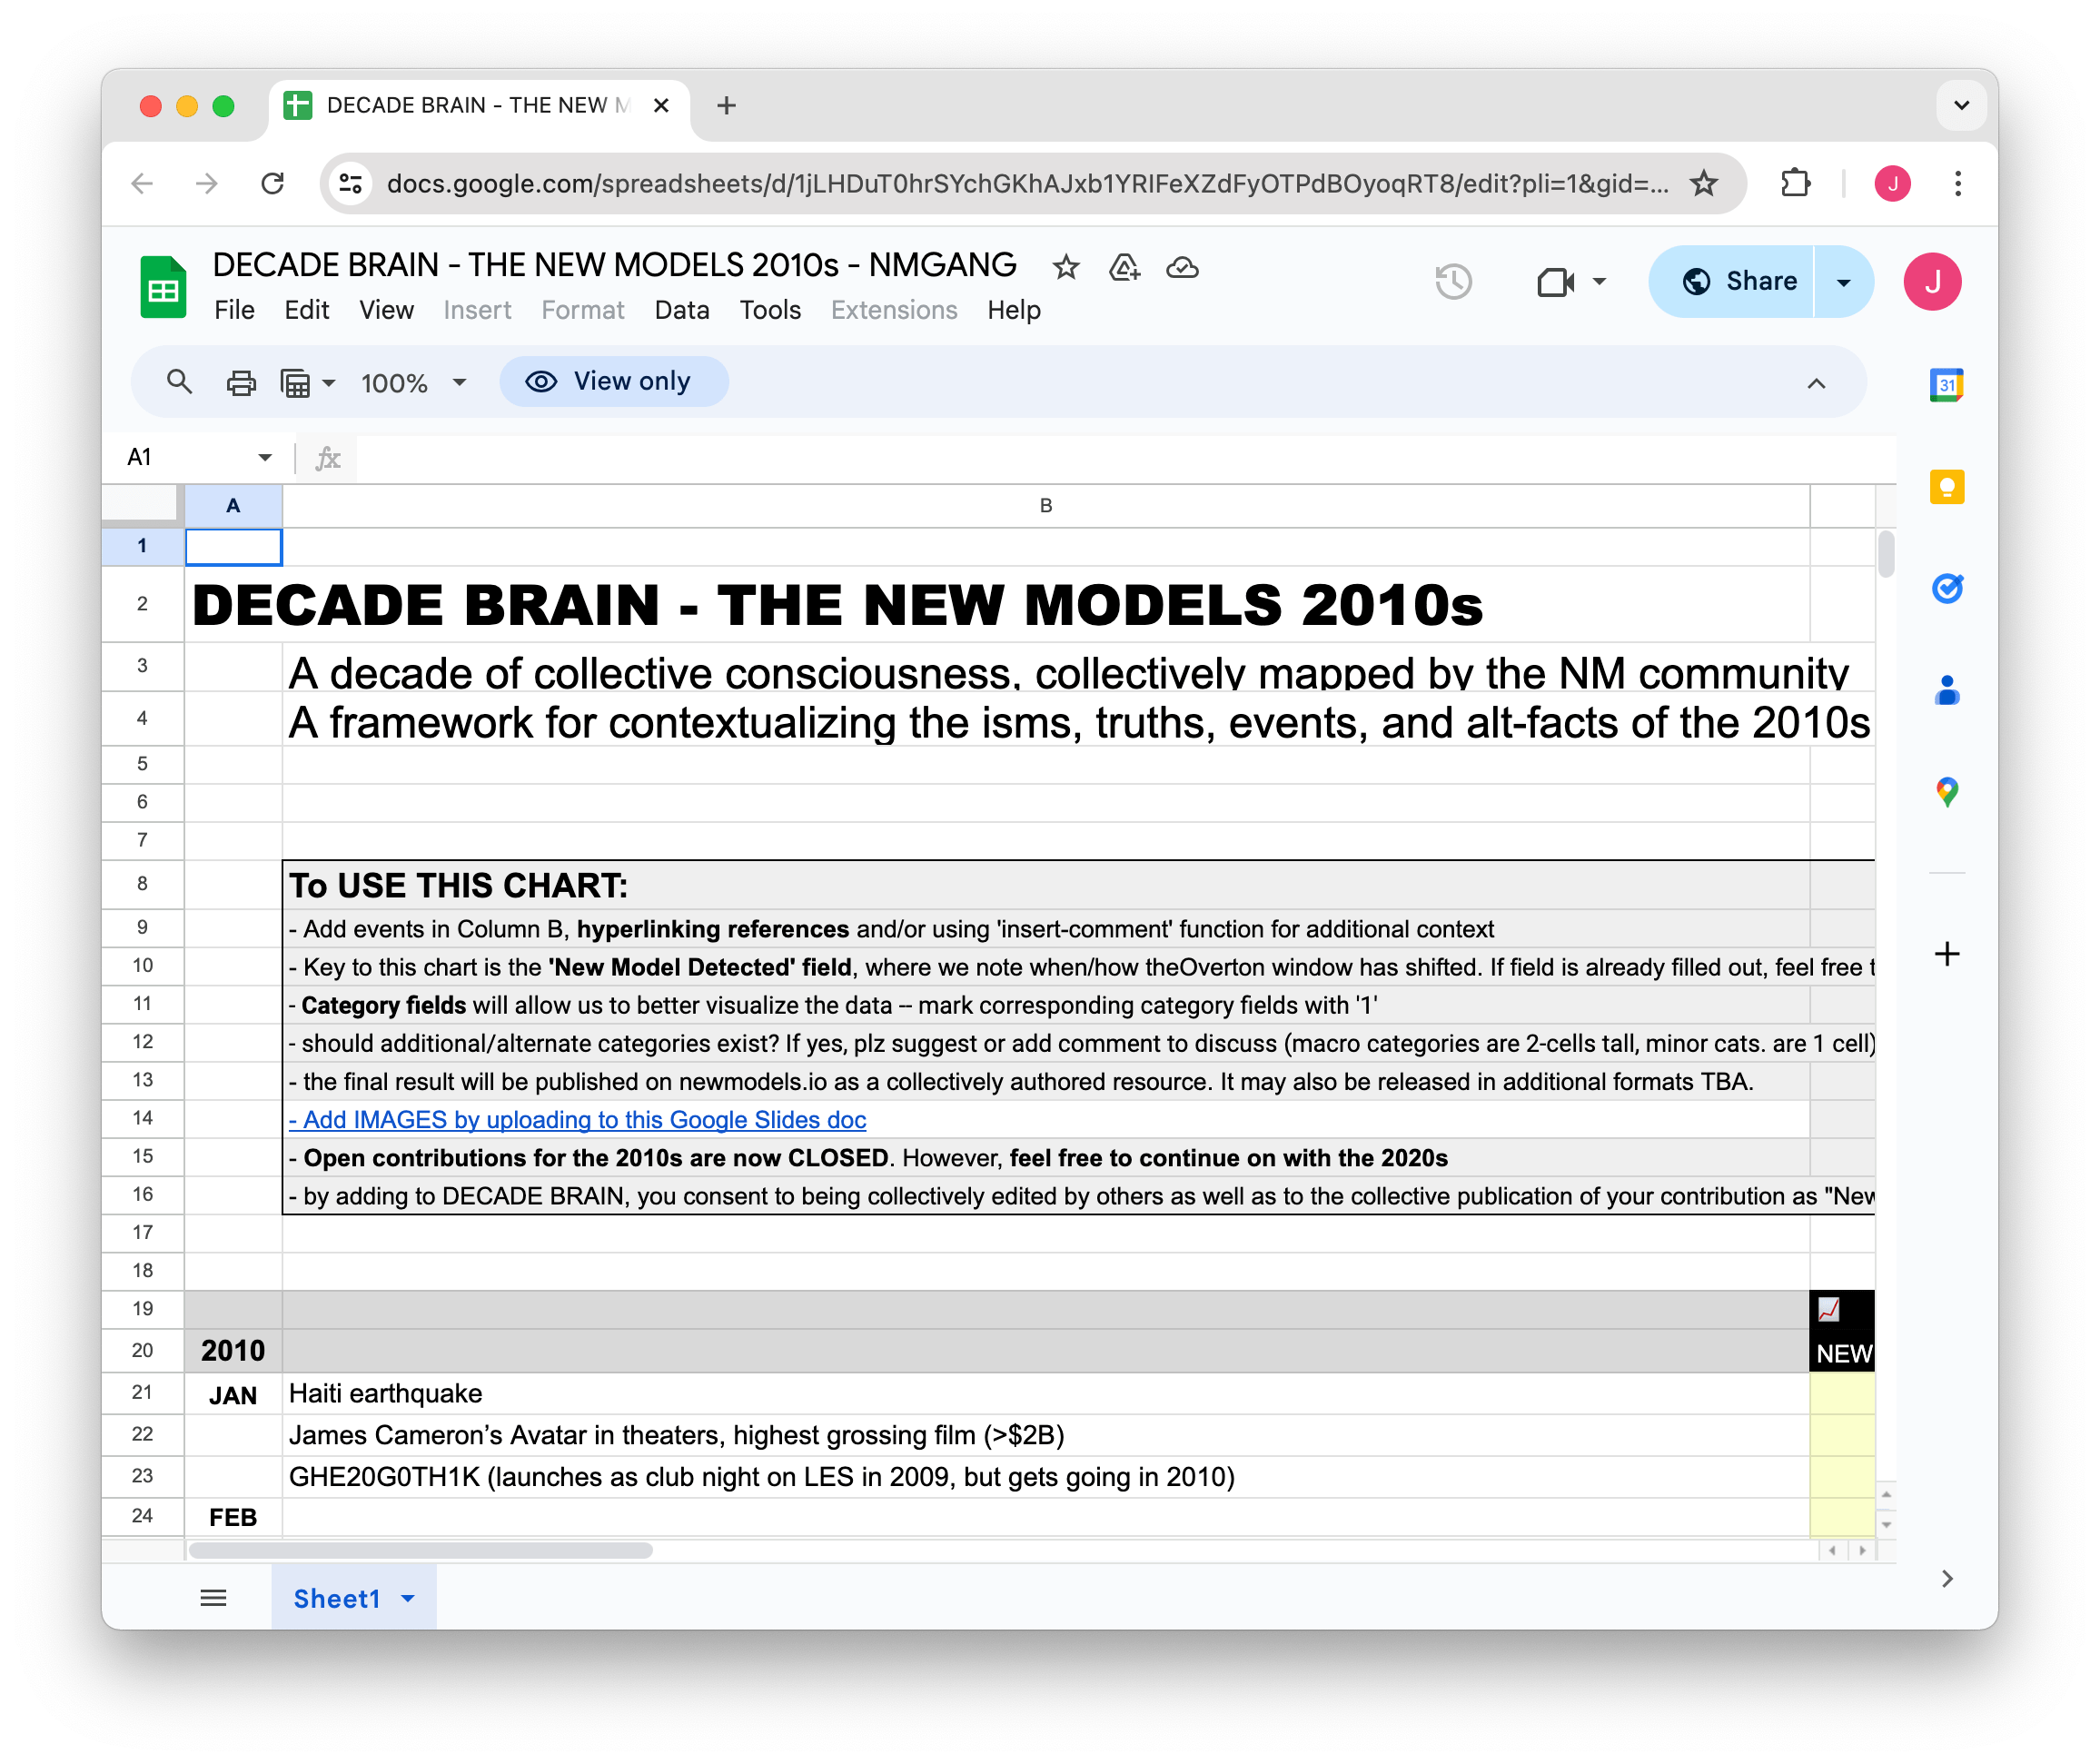 DECADE BRAIN - THE NEW M
docs.google.com/spreadsheets/d/1jLHDuT0hrSYchGKhAJxb1YRIFeXZdFyOTPdBOyoqRT8/edit?pli=1&gid=...
J
DECADE BRAIN - THE NEW MODELS 2010s - NMGANG
File Edit View Insert Format Data Tools Extensions Help
Share
J
100%
View only
31
A1
fx
A B
1
2 DECADE BRAIN - THE NEW MODELS 2010s
3 A decade of collective consciousness, collectively mapped by the NM community
4 A framework for contextualizing the isms, truths, events, and alt-facts of the 2010s
5
6
7
8 To USE THIS CHART:
9 - Add events in Column B, hyperlinking references and/or using 'insert-comment' function for additional context
10 - Key to this chart is the 'New Model Detected' field, where we note when/how theOverton window has shifted. If field is already filled out, feel free t
11 - Category fields will allow us to better visualize the data -- mark corresponding category fields with '1'
12 - should additional/alternate categories exist? If yes, plz suggest or add comment to discuss (macro categories are 2-cells tall, minor cats. are 1 cell)
13 - the final result will be published on newmodels.io as a collectively authored resource. It may also be released in additional formats TBA.
14 - Add IMAGES by uploading to this Google Slides doc
15 - Open contributions for the 2010s are now CLOSED. However, feel free to continue on with the 2020s
16 - by adding to DECADE BRAIN, you consent to being collectively edited by others as well as to the collective publication of your contribution as "New
17
18
19
20 2010 NEW
21 JAN Haiti earthquake
22 James Cameron’s Avatar in theaters, highest grossing film (>$2B)
23 GHE20G0TH1K (launches as club night on LES in 2009, but gets going in 2010)
24 FEB
Sheet1